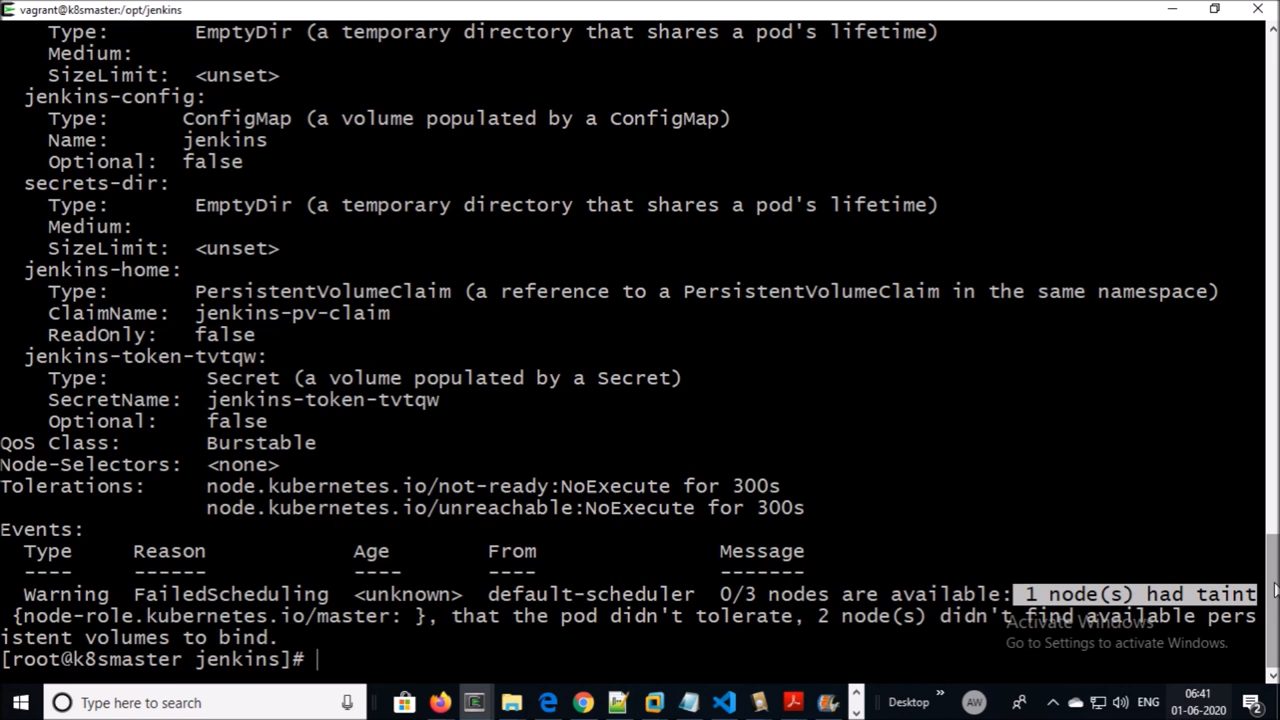 vagrant@k8smaster:/opt/jenkins
Type: EmptyDir (a temporary directory that shares a pod's lifetime)
Medium:
SizeLimit: <unset>
jenkins-config:
Type: ConfigMap (a volume populated by a ConfigMap)
Name: jenkins
Optional: false
secrets-dir:
Type: EmptyDir (a temporary directory that shares a pod's lifetime)
Medium:
SizeLimit: <unset>
jenkins-home:
Type: PersistentVolumeClaim (a reference to a PersistentVolumeClaim in the same namespace)
ClaimName: jenkins-pv-claim
ReadOnly: false
jenkins-token-tvtqw:
Type: Secret (a volume populated by a Secret)
SecretName: jenkins-token-tvtqw
Optional: false
QoS Class: Burstable
Node-Selectors: <none>
Tolerations: node.kubernetes.io/not-ready:NoExecute for 300s
node.kubernetes.io/unreachable:NoExecute for 300s
Events:
Type Reason Age From Message
---- ------ ---- ---- -------
Warning FailedScheduling <unknown> default-scheduler 0/3 nodes are available: 1 node(s) had taint
{node-role.kubernetes.io/master: }, that the pod didn't tolerate, 2 node(s) didn't find available pers
istent volumes to bind.
[root@k8smaster jenkins]#
Activate Windows
Go to Settings to activate Windows.
Type here to search
Desktop
AW
ENG
06:41
01-06-2020
2